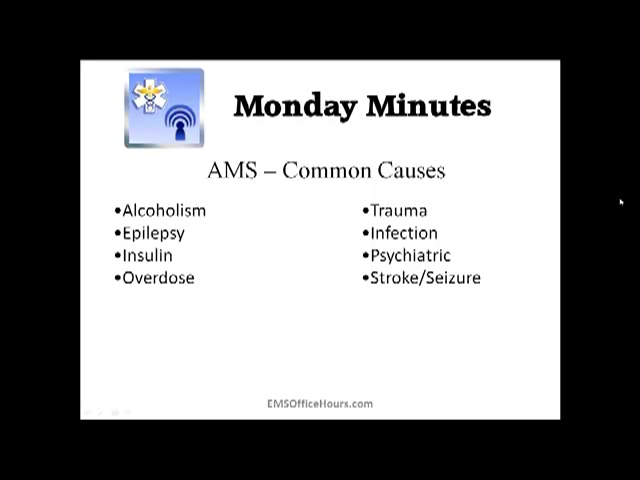 Monday Minutes
AMS – Common Causes
•Alcoholism
•Epilepsy
•Insulin
•Overdose
•Trauma
•Infection
•Psychiatric
•Stroke/Seizure
EMSOfficeHours.com